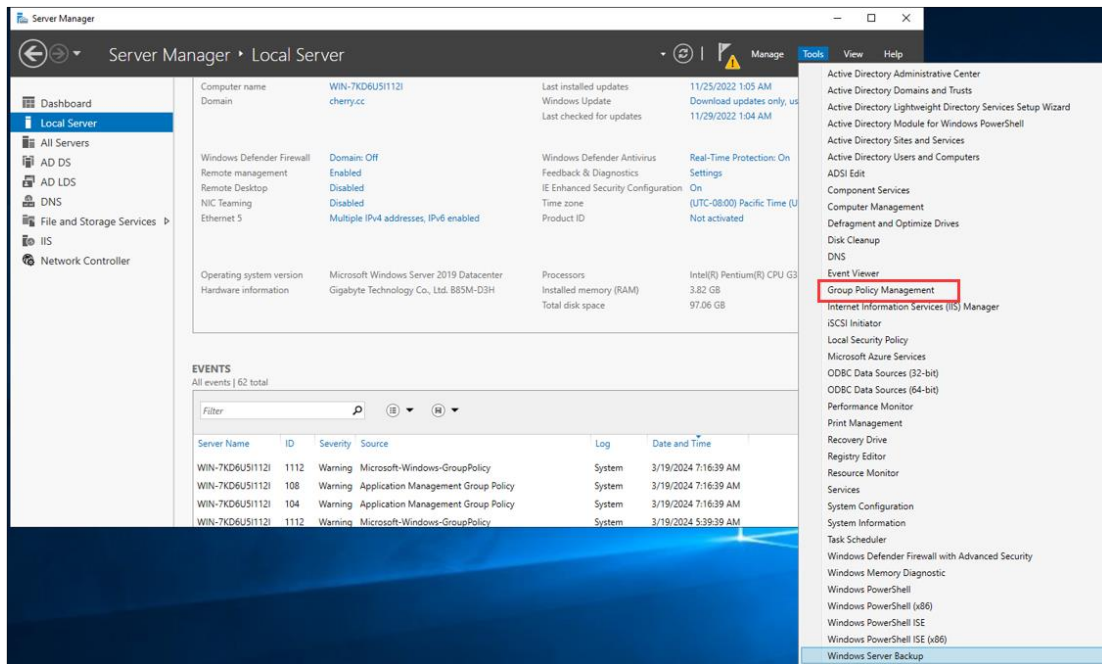 Server Manager
Server Manager • Local Server
Manage Tools View Help
Dashboard
Local Server
All Servers
AD DS
AD LDS
DNS
File and Storage Services
IIS
Network Controller
Computer name WIN-7KD6U5I112I Last installed updates 11/25/2022 1:05 AM
Domain cherry.cc Windows Update Download updates only, us
Last checked for updates 11/29/2022 1:04 AM
Windows Defender Firewall Domain: Off Windows Defender Antivirus Real-Time Protection: On
Remote management Enabled Feedback & Diagnostics Settings
Remote Desktop Disabled IE Enhanced Security Configuration On
NIC Teaming Disabled Time zone (UTC-08:00) Pacific Time (U
Ethernet 5 Multiple IPv4 addresses, IPv6 enabled Product ID Not activated
Operating system version Microsoft Windows Server 2019 Datacenter Processors Intel(R) Pentium(R) CPU G3
Hardware information Gigabyte Technology Co., Ltd. B85M-D3H Installed memory (RAM) 3.82 GB
Total disk space 97.06 GB
EVENTS
All events | 62 total
Filter
Server Name ID Severity Source Log Date and Time
WIN-7KD6U5I112I 1112 Warning Microsoft-Windows-GroupPolicy System 3/19/2024 7:16:39 AM
WIN-7KD6U5I112I 108 Warning Application Management Group Policy System 3/19/2024 7:16:39 AM
WIN-7KD6U5I112I 104 Warning Application Management Group Policy System 3/19/2024 7:16:39 AM
WIN-7KD6U5I112I 1112 Warning Microsoft-Windows-GroupPolicy System 3/19/2024 5:39:39 AM
Active Directory Administrative Center
Active Directory Domains and Trusts
Active Directory Lightweight Directory Services Setup Wizard
Active Directory Module for Windows PowerShell
Active Directory Sites and Services
Active Directory Users and Computers
ADSI Edit
Component Services
Computer Management
Defragment and Optimize Drives
Disk Cleanup
DNS
Event Viewer
Group Policy Management
Internet Information Services (IIS) Manager
iSCSI Initiator
Local Security Policy
Microsoft Azure Services
ODBC Data Sources (32-bit)
ODBC Data Sources (64-bit)
Performance Monitor
Print Management
Recovery Drive
Registry Editor
Resource Monitor
Services
System Configuration
System Information
Task Scheduler
Windows Defender Firewall with Advanced Security
Windows Memory Diagnostic
Windows PowerShell
Windows PowerShell (x86)
Windows PowerShell ISE
Windows PowerShell ISE (x86)
Windows Server Backup